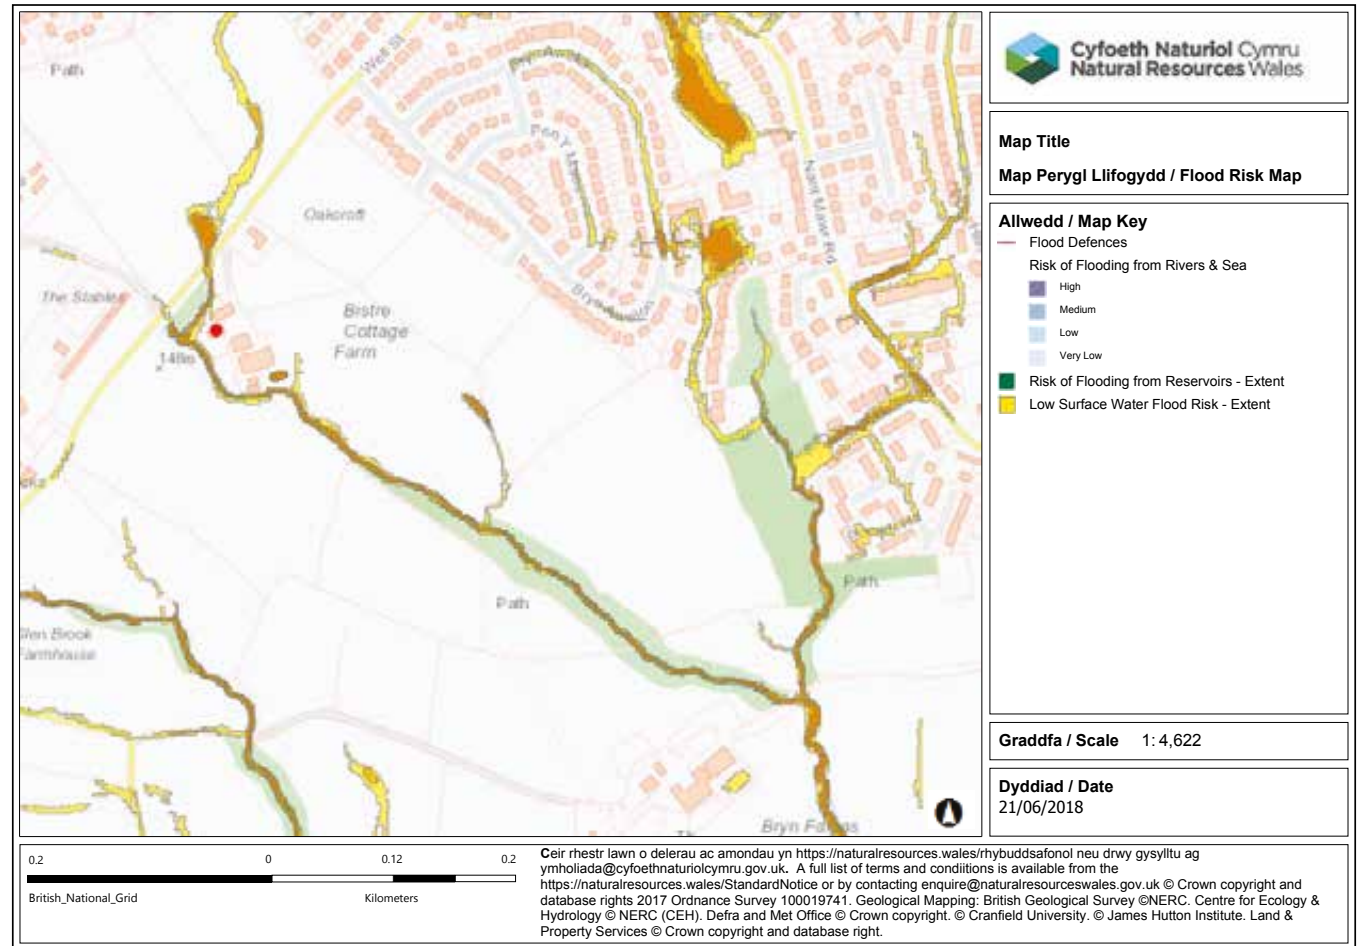 Path
Well St
Oakcroft
Nant Mawr Rd
The Stables
Bistre
Cottage
Farm
148m
Path
Path
Glen Brook
Farmhouse
Cyfoeth Naturiol Cymru
Natural Resources Wales
Map Title
Map Perygl Llifogydd / Flood Risk Map
Allwedd / Map Key
Flood Defences
Risk of Flooding from Rivers & Sea
High
Medium
Low
Very Low
Risk of Flooding from Reservoirs - Extent
Low Surface Water Flood Risk - Extent
Graddfa / Scale 1: 4,622
Dyddiad / Date
21/06/2018
0.2 0 0.12 0.2
British_National_Grid Kilometers
Ceir rhestr lawn o delerau ac amondau yn https://naturalresources.wales/rhybuddsafonol neu drwy gysylltu ag
ymholiada@cyfoethnaturiolcymru.gov.uk. A full list of terms and condiitions is available from the
https://naturalresources.wales/StandardNotice or by contacting enquire@naturalresourceswales.gov.uk © Crown copyright and
database rights 2017 Ordnance Survey 100019741. Geological Mapping: British Geological Survey ©NERC. Centre for Ecology &
Hydrology © NERC (CEH). Defra and Met Office © Crown copyright. © Cranfield University. © James Hutton Institute. Land &
Property Services © Crown copyright and database right.